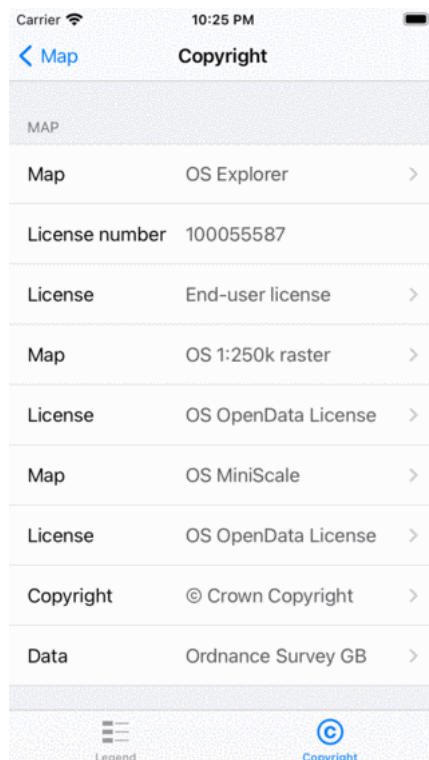 Carrier 10:25 PM
Map Copyright
MAP
Map OS Explorer
License number 100055587
License End-user license
Map OS 1:250k raster
License OS OpenData License
Map OS MiniScale
License OS OpenData License
Copyright © Crown Copyright
Data Ordnance Survey GB
Legend Copyright